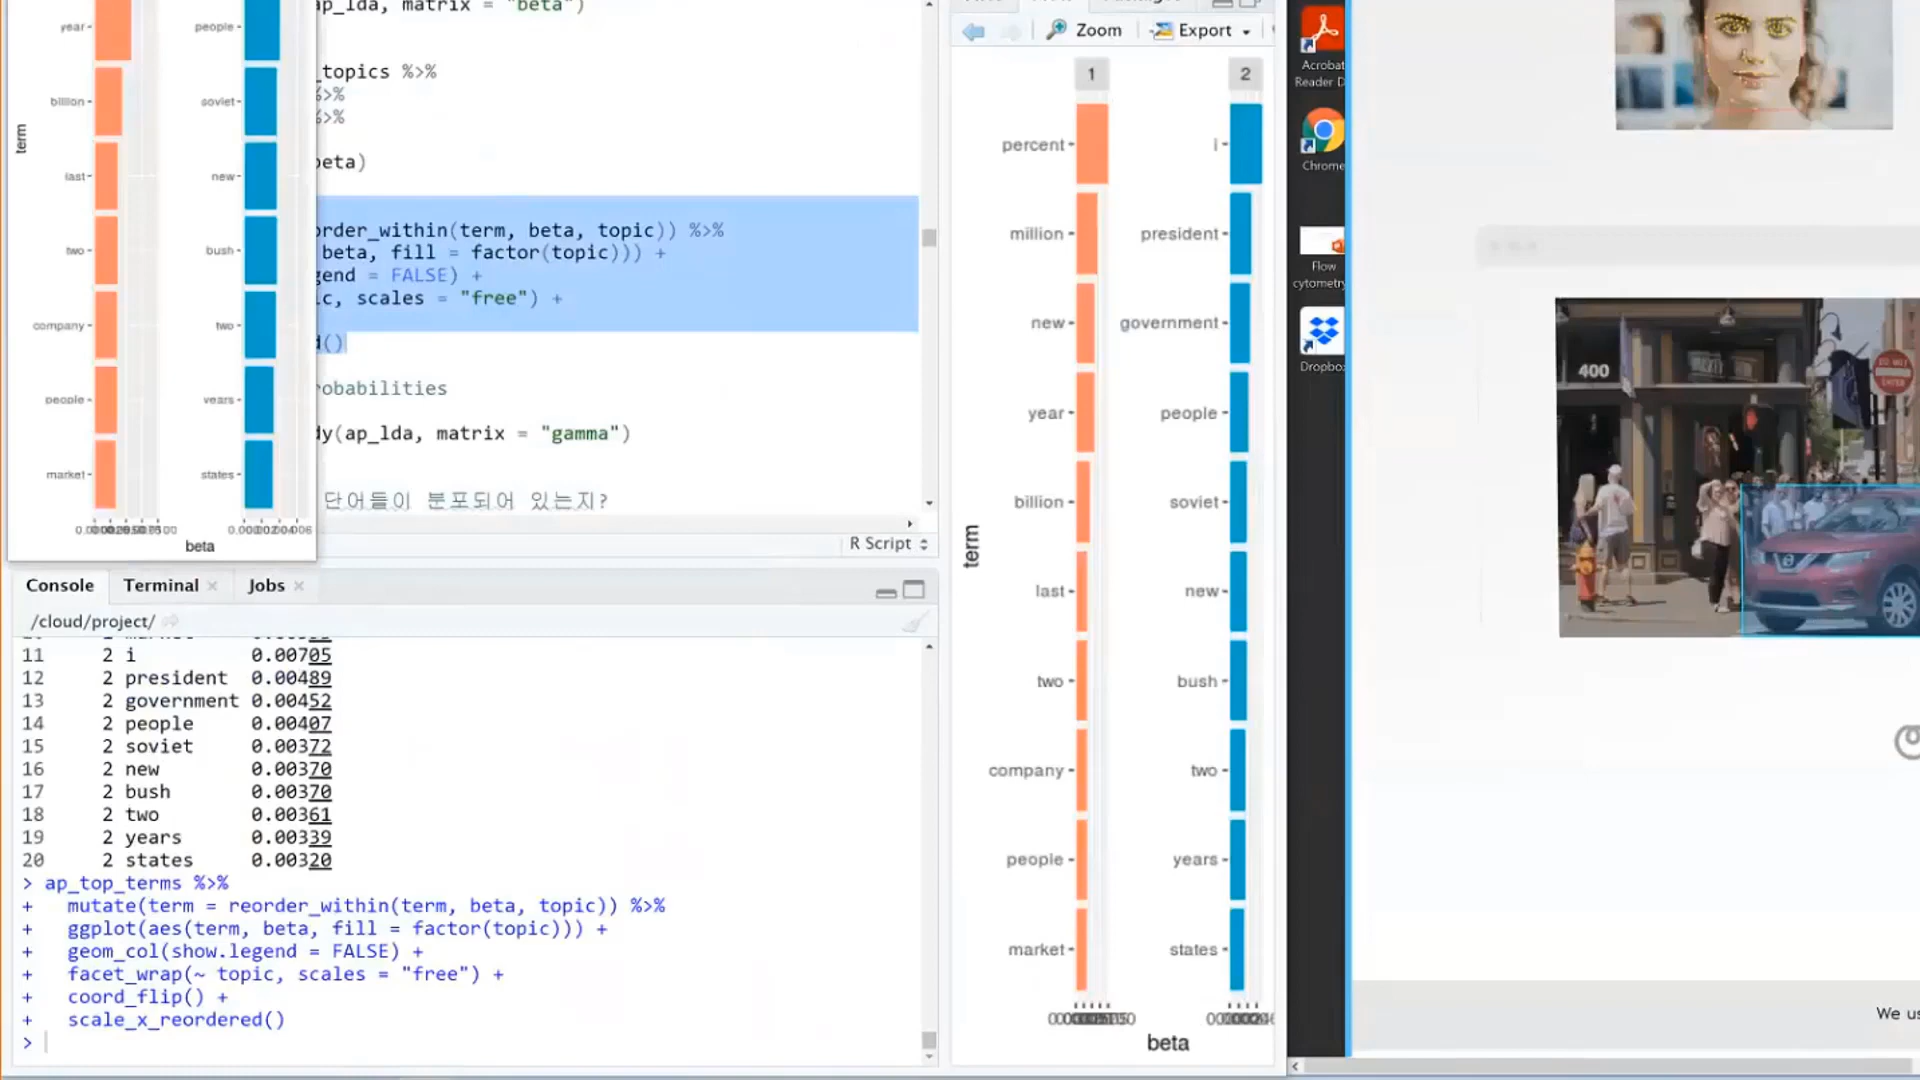 ap_lda, matrix = "beta")
_topics %>%
%>%
%>%
beta)
order_within(term, beta, topic)) %>%
beta, fill = factor(topic))) +
gend = FALSE) +
ic, scales = "free") +
d()
robabilities
dy(ap_lda, matrix = "gamma")
단어들이 분포되어 있는지?
R Script
year
billion
last
two
company
people
market
term
people
soviet
new
bush
two
years
states
beta
Console
Terminal
Jobs
/cloud/project/
11 2 i 0.00705
12 2 president 0.00489
13 2 government 0.00452
14 2 people 0.00407
15 2 soviet 0.00372
16 2 new 0.00370
17 2 bush 0.00370
18 2 two 0.00361
19 2 years 0.00339
20 2 states 0.00320
> ap_top_terms %>%
+ mutate(term = reorder_within(term, beta, topic)) %>%
+ ggplot(aes(term, beta, fill = factor(topic))) +
+ geom_col(show.legend = FALSE) +
+ facet_wrap(~ topic, scales = "free") +
+ coord_flip() +
+ scale_x_reordered()
>
Zoom
Export
1
2
percent
million
new
year
billion
last
two
company
people
market
term
i
president
government
people
soviet
new
bush
two
years
states
beta
Acrobat
Reader D
Chrome
Flow
cytometry
Dropbox
400
We us